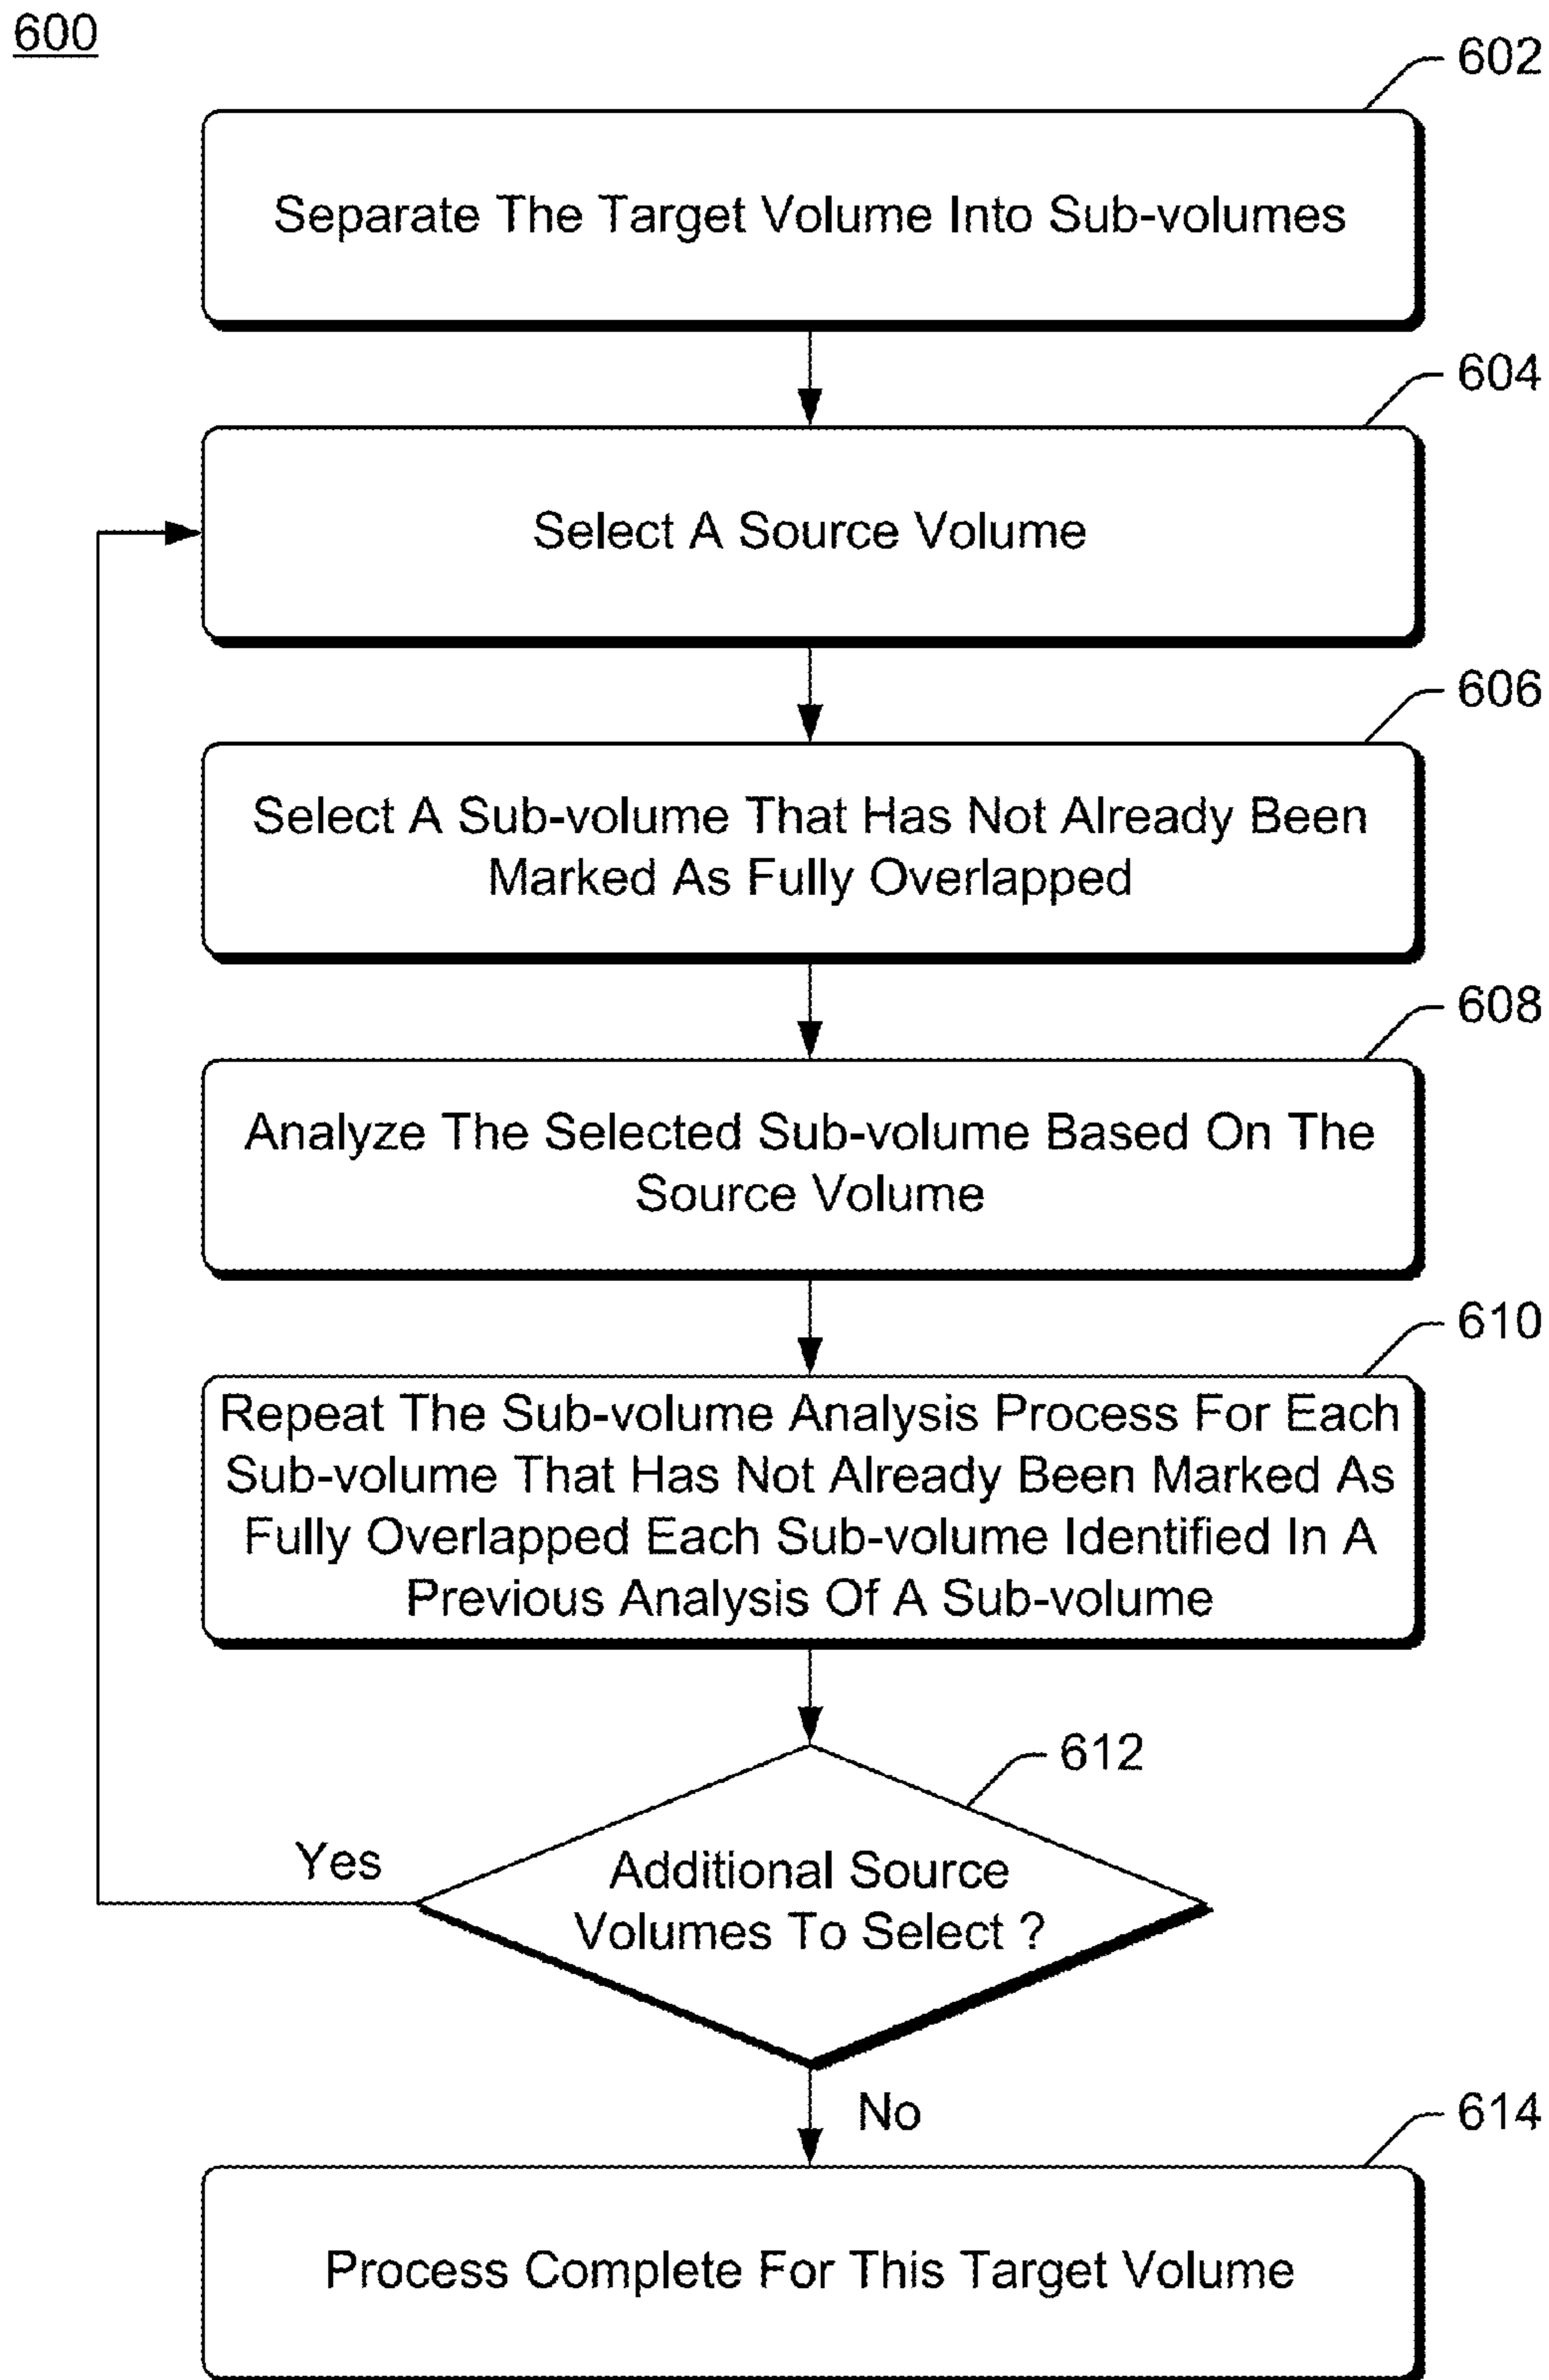 600
602
Separate The Target Volume Into Sub-volumes
604
Select A Source Volume
606
Select A Sub-volume That Has Not Already Been
Marked As Fully Overlapped
608
Analyze The Selected Sub-volume Based On The
Source Volume
610
Repeat The Sub-volume Analysis Process For Each
Sub-volume That Has Not Already Been Marked As
Fully Overlapped Each Sub-volume Identified In A
Previous Analysis Of A Sub-volume
612
Yes
Additional Source
Volumes To Select ?
No
614
Process Complete For This Target Volume